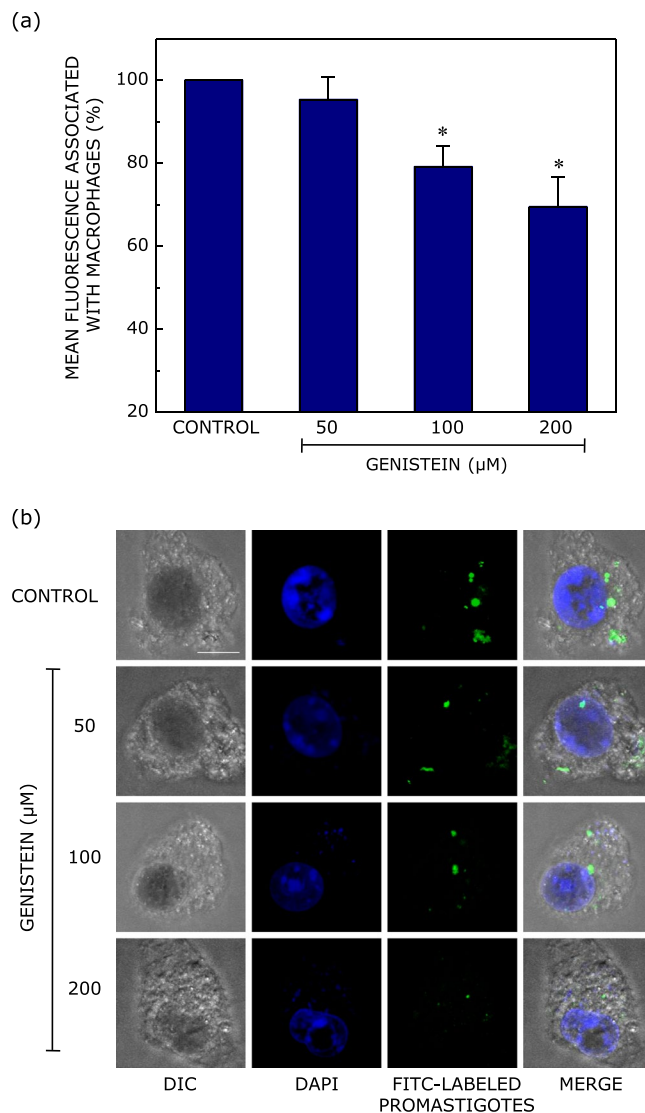 (a)
MEAN FLUORESCENCE ASSOCIATED
WITH MACROPHAGES (%)
100
80
60
40
20
*
*
CONTROL 50 100 200
GENISTEIN (µM)
(b)
CONTROL
GENISTEIN (µM)
50
100
200
DIC DAPI FITC-LABELED
PROMASTIGOTES MERGE